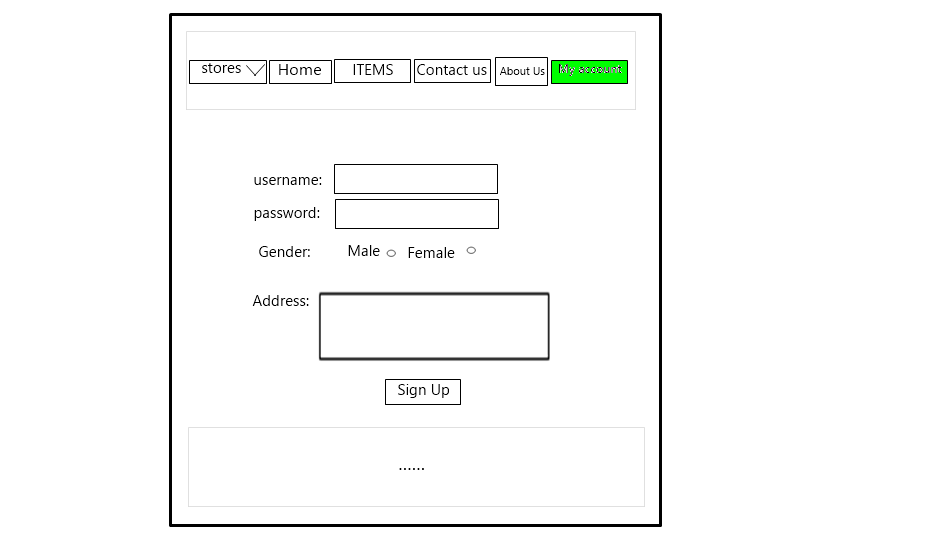 stores Home ITEMS Contact us About Us My account
username:
password:
Gender: Male Female
Address:
Sign Up
......